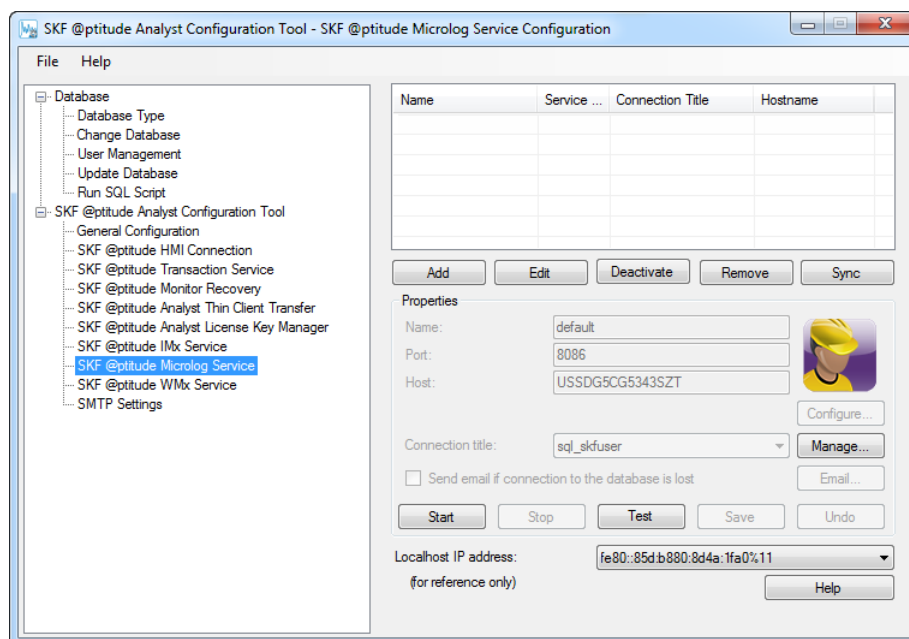 SKF @ptitude Analyst Configuration Tool - SKF @ptitude Microlog Service Configuration
File Help
Database
Database Type
Change Database
User Management
Update Database
Run SQL Script
SKF @ptitude Analyst Configuration Tool
General Configuration
SKF @ptitude HMI Connection
SKF @ptitude Transaction Service
SKF @ptitude Monitor Recovery
SKF @ptitude Analyst Thin Client Transfer
SKF @ptitude Analyst License Key Manager
SKF @ptitude IMx Service
SKF @ptitude Microlog Service
SKF @ptitude WMx Service
SMTP Settings
Name Service ... Connection Title Hostname
Add Edit Deactivate Remove Sync
Properties
Name: default
Port: 8086
Host: USSDG5CG5343SZT
Configure...
Connection title: sql_skfuser Manage...
Send email if connection to the database is lost Email...
Start Stop Test Save Undo
Localhost IP address: fe80::85d:b880:8d4a:1fa0%11
(for reference only)
Help